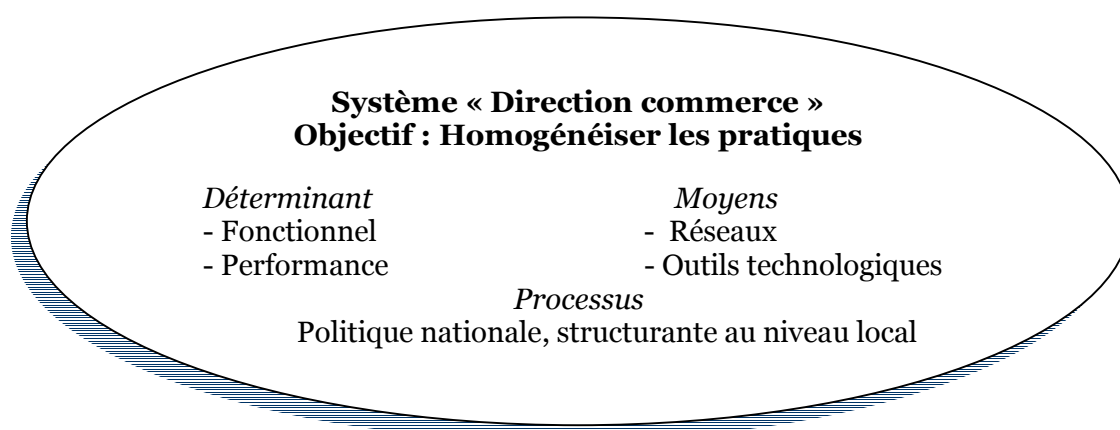 Système « Direction commerce »
Objectif : Homogénéiser les pratiques
Déterminant Moyens
- Fonctionnel - Réseaux
- Performance - Outils technologiques
Processus
Politique nationale, structurante au niveau local